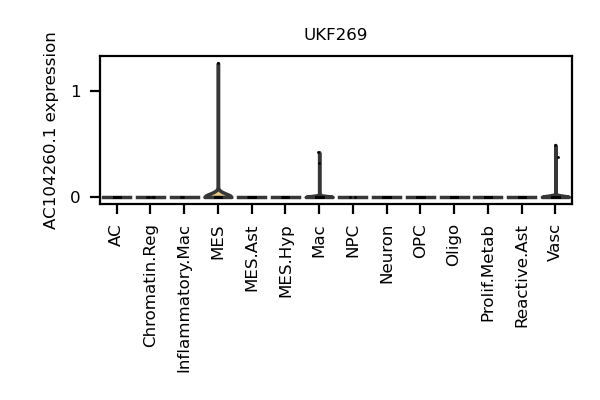 UKF269
AC104260.1 expression
1
0
AC
Chromatin.Reg
Inflammatory.Mac
MES
MES.Ast
MES.Hyp
Mac
NPC
Neuron
OPC
Oligo
Prolif.Metab
Reactive.Ast
Vasc